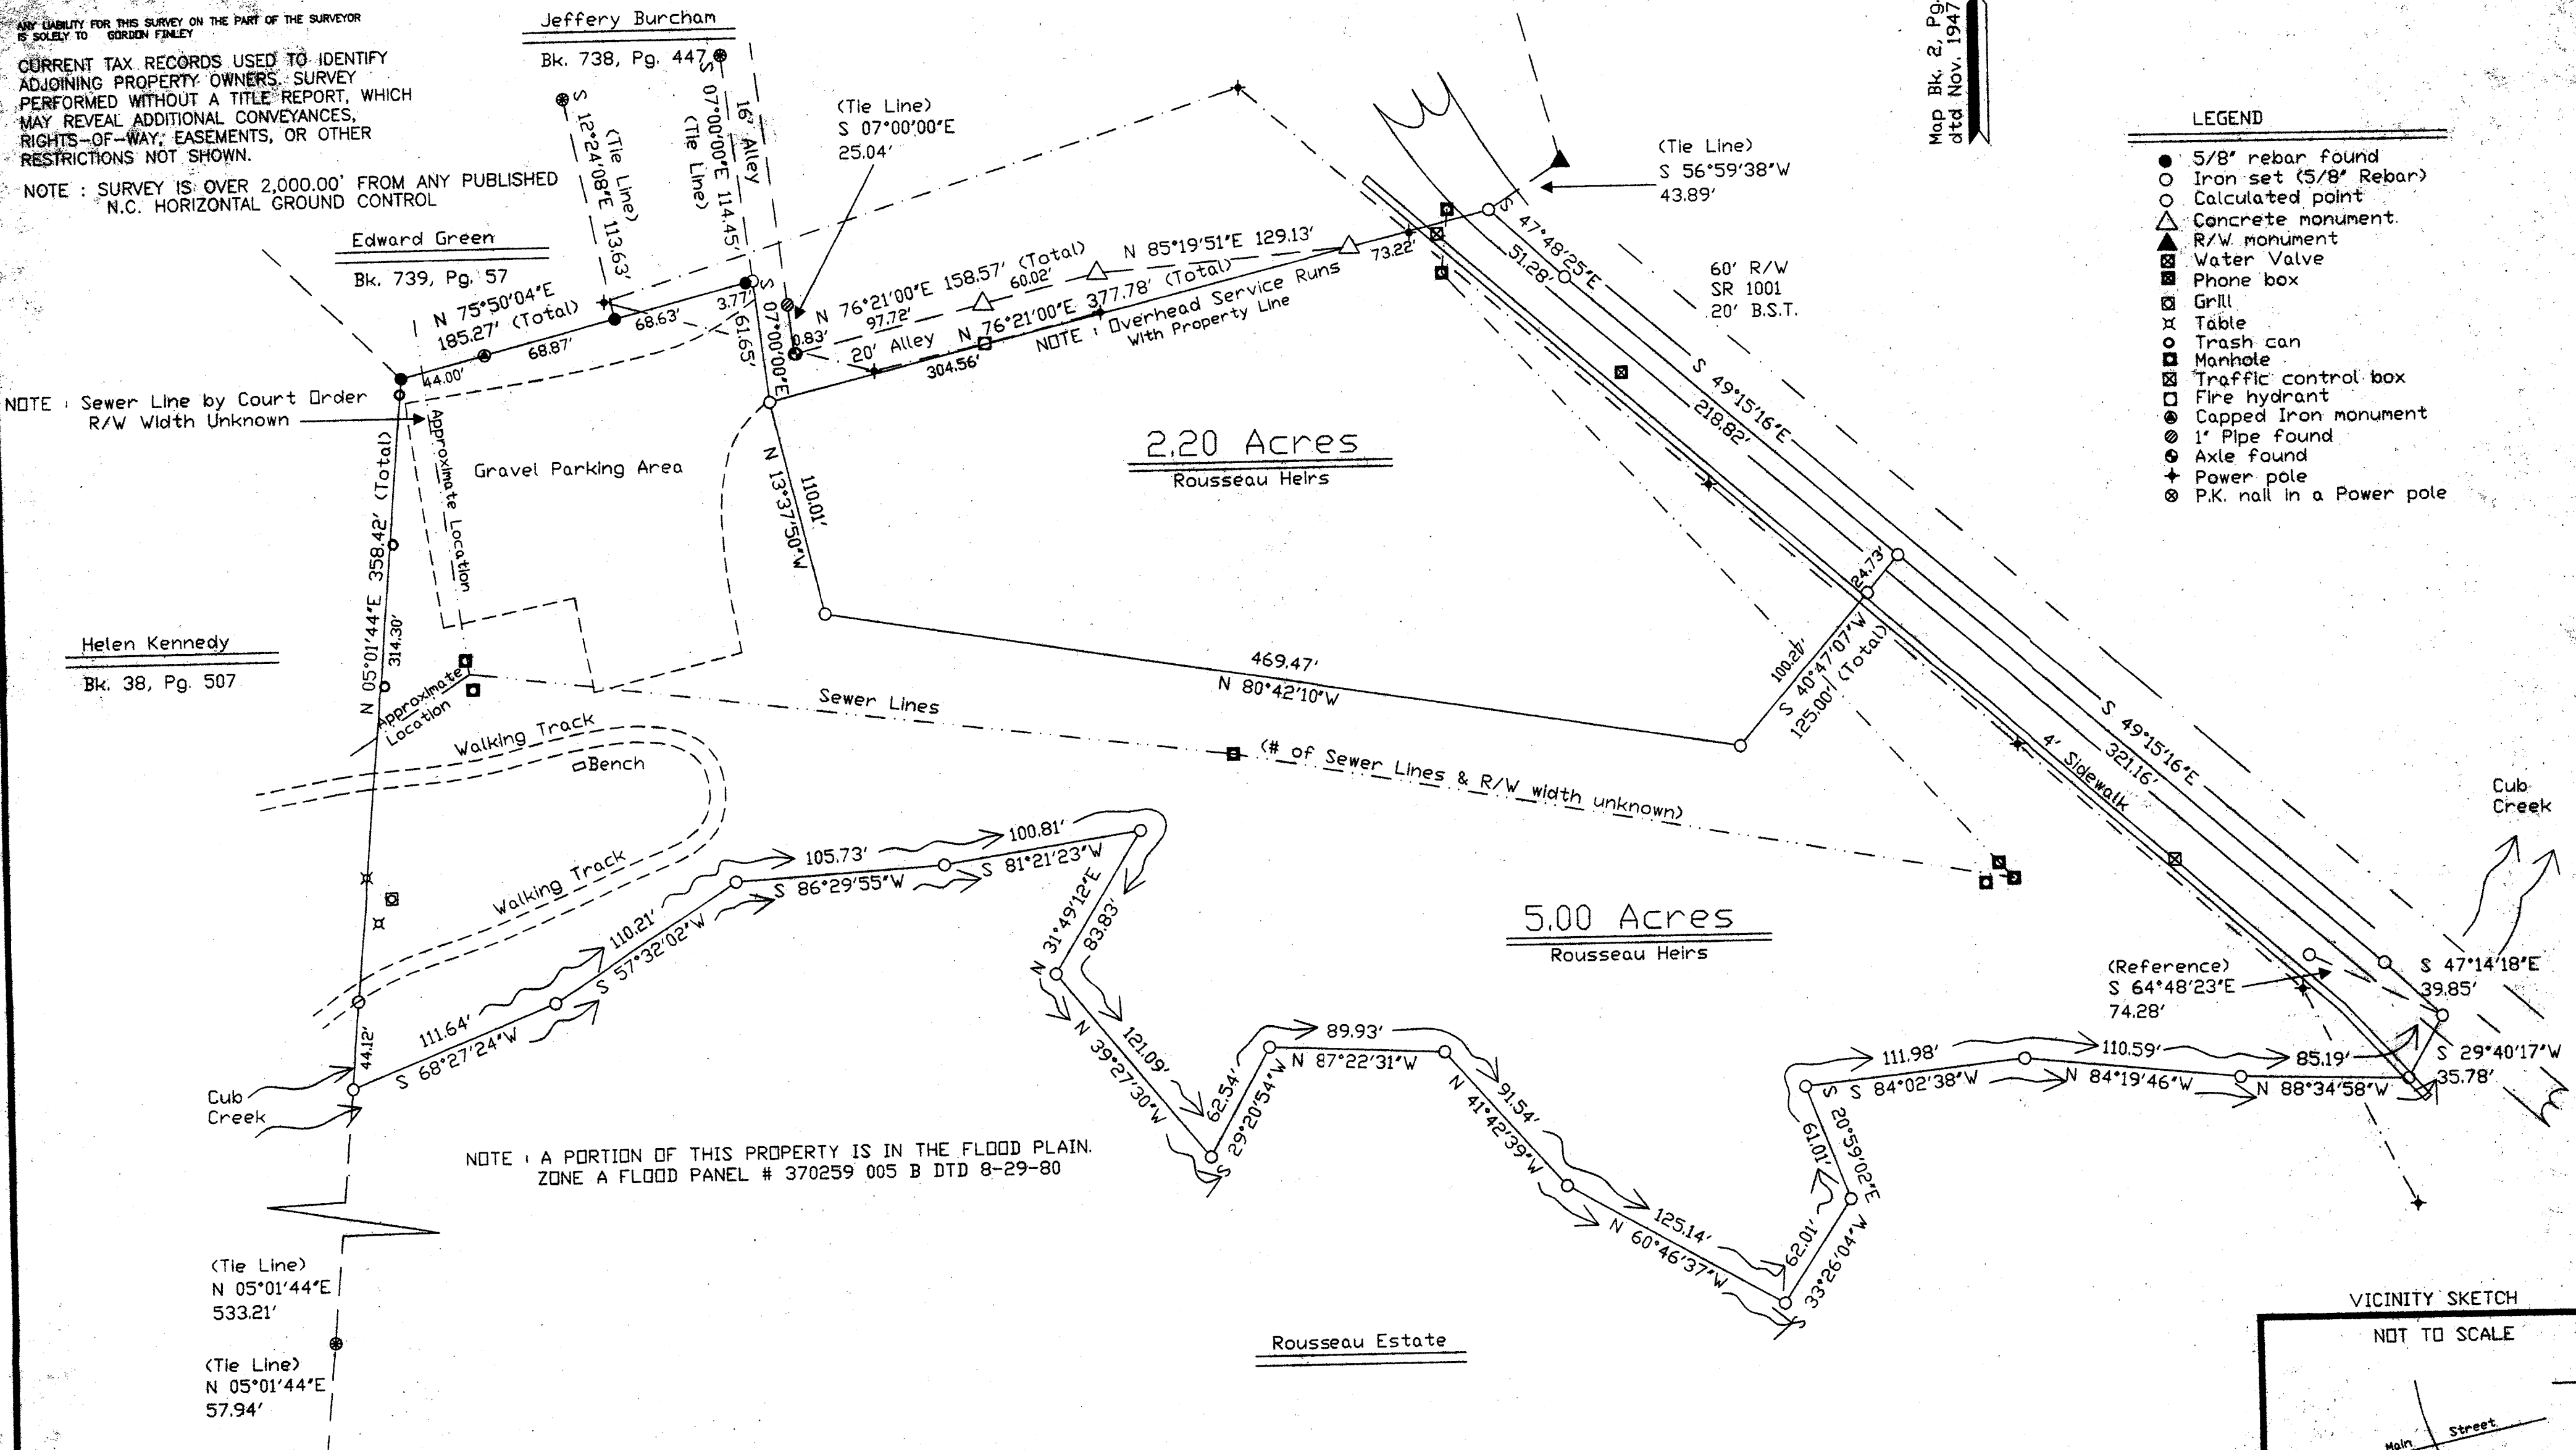 ANY LIABILITY FOR THIS SURVEY ON THE PART OF THE SURVEYOR
IS SOLELY TO GORDON FINLEY
CURRENT TAX RECORDS USED TO IDENTIFY
ADJOINING PROPERTY OWNERS. SURVEY
PERFORMED WITHOUT A TITLE REPORT, WHICH
MAY REVEAL ADDITIONAL CONVEYANCES,
RIGHTS-OF-WAY, EASEMENTS, OR OTHER
RESTRICTIONS NOT SHOWN.
NOTE : SURVEY IS OVER 2,000.00' FROM ANY PUBLISHED
N.C. HORIZONTAL GROUND CONTROL
Jeffery Burcham
Bk. 738, Pg. 447
S 12°24'08"E 113.63'
(Tie Line)
S 07°00'00"E 114.45'
(Tie Line)
16' Alley
(Tie Line)
S 07°00'00"E
25.04'
Edward Green
Bk. 739, Pg. 57
N 75°50'04"E
185.27' (Total)
44.00'
68.87'
68.63'
3.77'
61.65'
S 07°00'00"E
0.83'
N 76°21'00"E 158.57' (Total)
97.72'
60.02'
N 85°19'51"E 129.13'
20' Alley
N 76°21'00"E 377.78' (Total)
304.56'
73.22'
NOTE : Overhead Service Runs
With Property Line
(Tie Line)
S 56°59'38"W
43.89'
S 47°48'25"E
51.28'
60' R/W
SR 1001
20' B.S.T.
Map Bk. 2, Pg.
dtd Nov. 1947
LEGEND
5/8" rebar found
Iron set (5/8" Rebar)
Calculated point
Concrete monument
R/W monument
Water Valve
Phone box
Grill
Table
Trash can
Manhole
Traffic control box
Fire hydrant
Capped Iron monument
1" Pipe found
Axle found
Power pole
P.K. nail in a Power pole
NOTE : Sewer Line by Court Order
R/W Width Unknown
Approximate Location
Gravel Parking Area
N 13°37'50"W
110.01'
2.20 Acres
Rousseau Heirs
S 49°15'16"E
218.82'
24.73'
100.27'
S 40°47'07"W
125.00' (Total)
N 05°01'44"E 358.42' (Total)
314.30'
Helen Kennedy
Bk. 38, Pg. 507
Approximate
Location
469.47'
N 80°42'10"W
Sewer Lines
(# of Sewer Lines & R/W width unknown)
Walking Track
Bench
Walking Track
4' Sidewalk
S 49°15'16"E
321.16'
Cub
Creek
5.00 Acres
Rousseau Heirs
(Reference)
S 64°48'23"E
74.28'
S 47°14'18"E
39.85'
S 29°40'17"W
35.78'
44.12'
111.64'
S 68°27'24"W
110.21'
S 57°32'02"W
105.73'
S 86°29'55"W
100.81'
S 81°21'23"W
N 31°49'12"E
83.83'
121.09'
N 39°27'30"W
62.54'
S 29°20'54"W
89.93'
N 87°22'31"W
91.54'
N 41°42'39"W
125.14'
N 60°46'37"W
62.01'
S 33°26'04"W
61.01'
S 20°59'02"E
111.98'
S 84°02'38"W
110.59'
N 84°19'46"W
85.19'
N 88°34'58"W
Cub
Creek
NOTE : A PORTION OF THIS PROPERTY IS IN THE FLOOD PLAIN.
ZONE A FLOOD PANEL # 370259 005 B DTD 8-29-80
(Tie Line)
N 05°01'44"E
533.21'
(Tie Line)
N 05°01'44"E
57.94'
Rousseau Estate
VICINITY SKETCH
NOT TO SCALE
Main Street